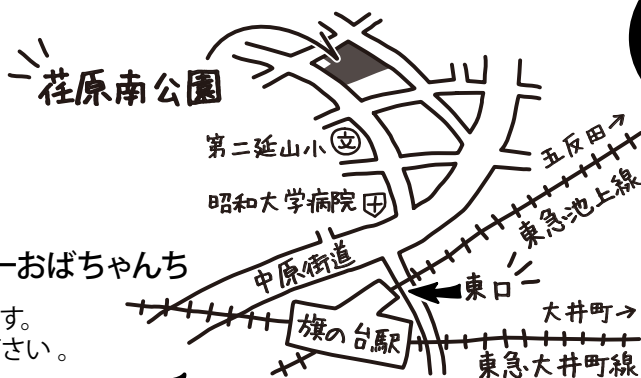 荏原南公園
第二延山小
文
昭和大学病院
五反田→
東急池上線
ーおばちゃんち
中原街道
す。
東口
大井町→
ださい。
旗の台駅
東急大井町線